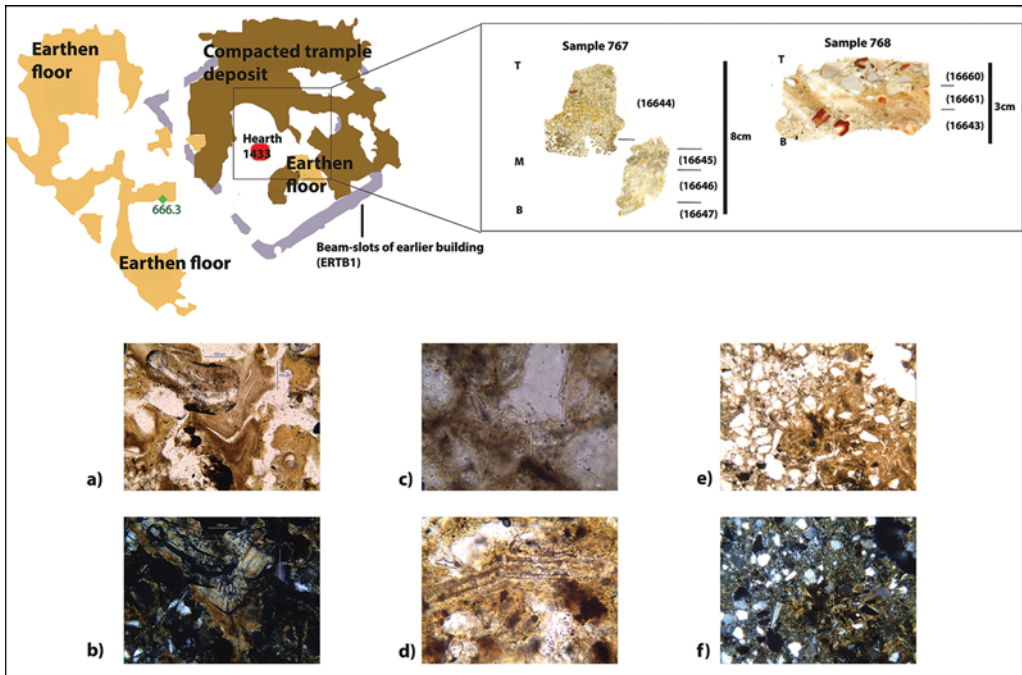 Earthen
floor
Compacted trample
deposit
Hearth
1433
Earthen
floor
666.3
Earthen floor
Beam-slots of earlier building
(ERTB1)
Sample 767
T
(16644)
M
(16645)
(16646)
B
(16647)
8cm
Sample 768
T
(16660)
(16661)
(16643)
B
3cm
a)
c)
e)
b)
d)
f)